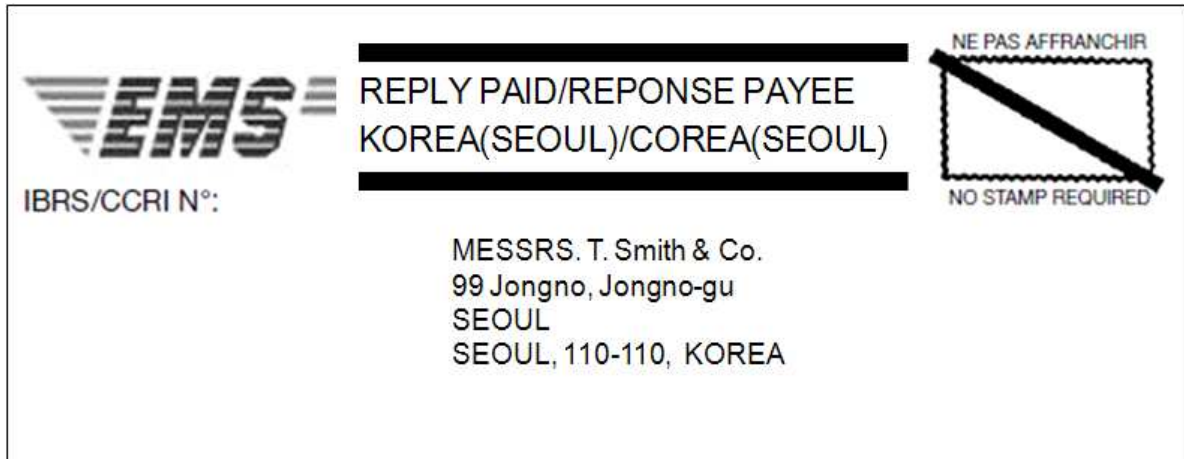 EMS
IBRS/CCRI N°:
REPLY PAID/REPONSE PAYEE
KOREA(SEOUL)/COREA(SEOUL)
NE PAS AFFRANCHIR
NO STAMP REQUIRED
MESSRS. T. Smith & Co.
99 Jongno, Jongno-gu
SEOUL
SEOUL, 110-110, KOREA